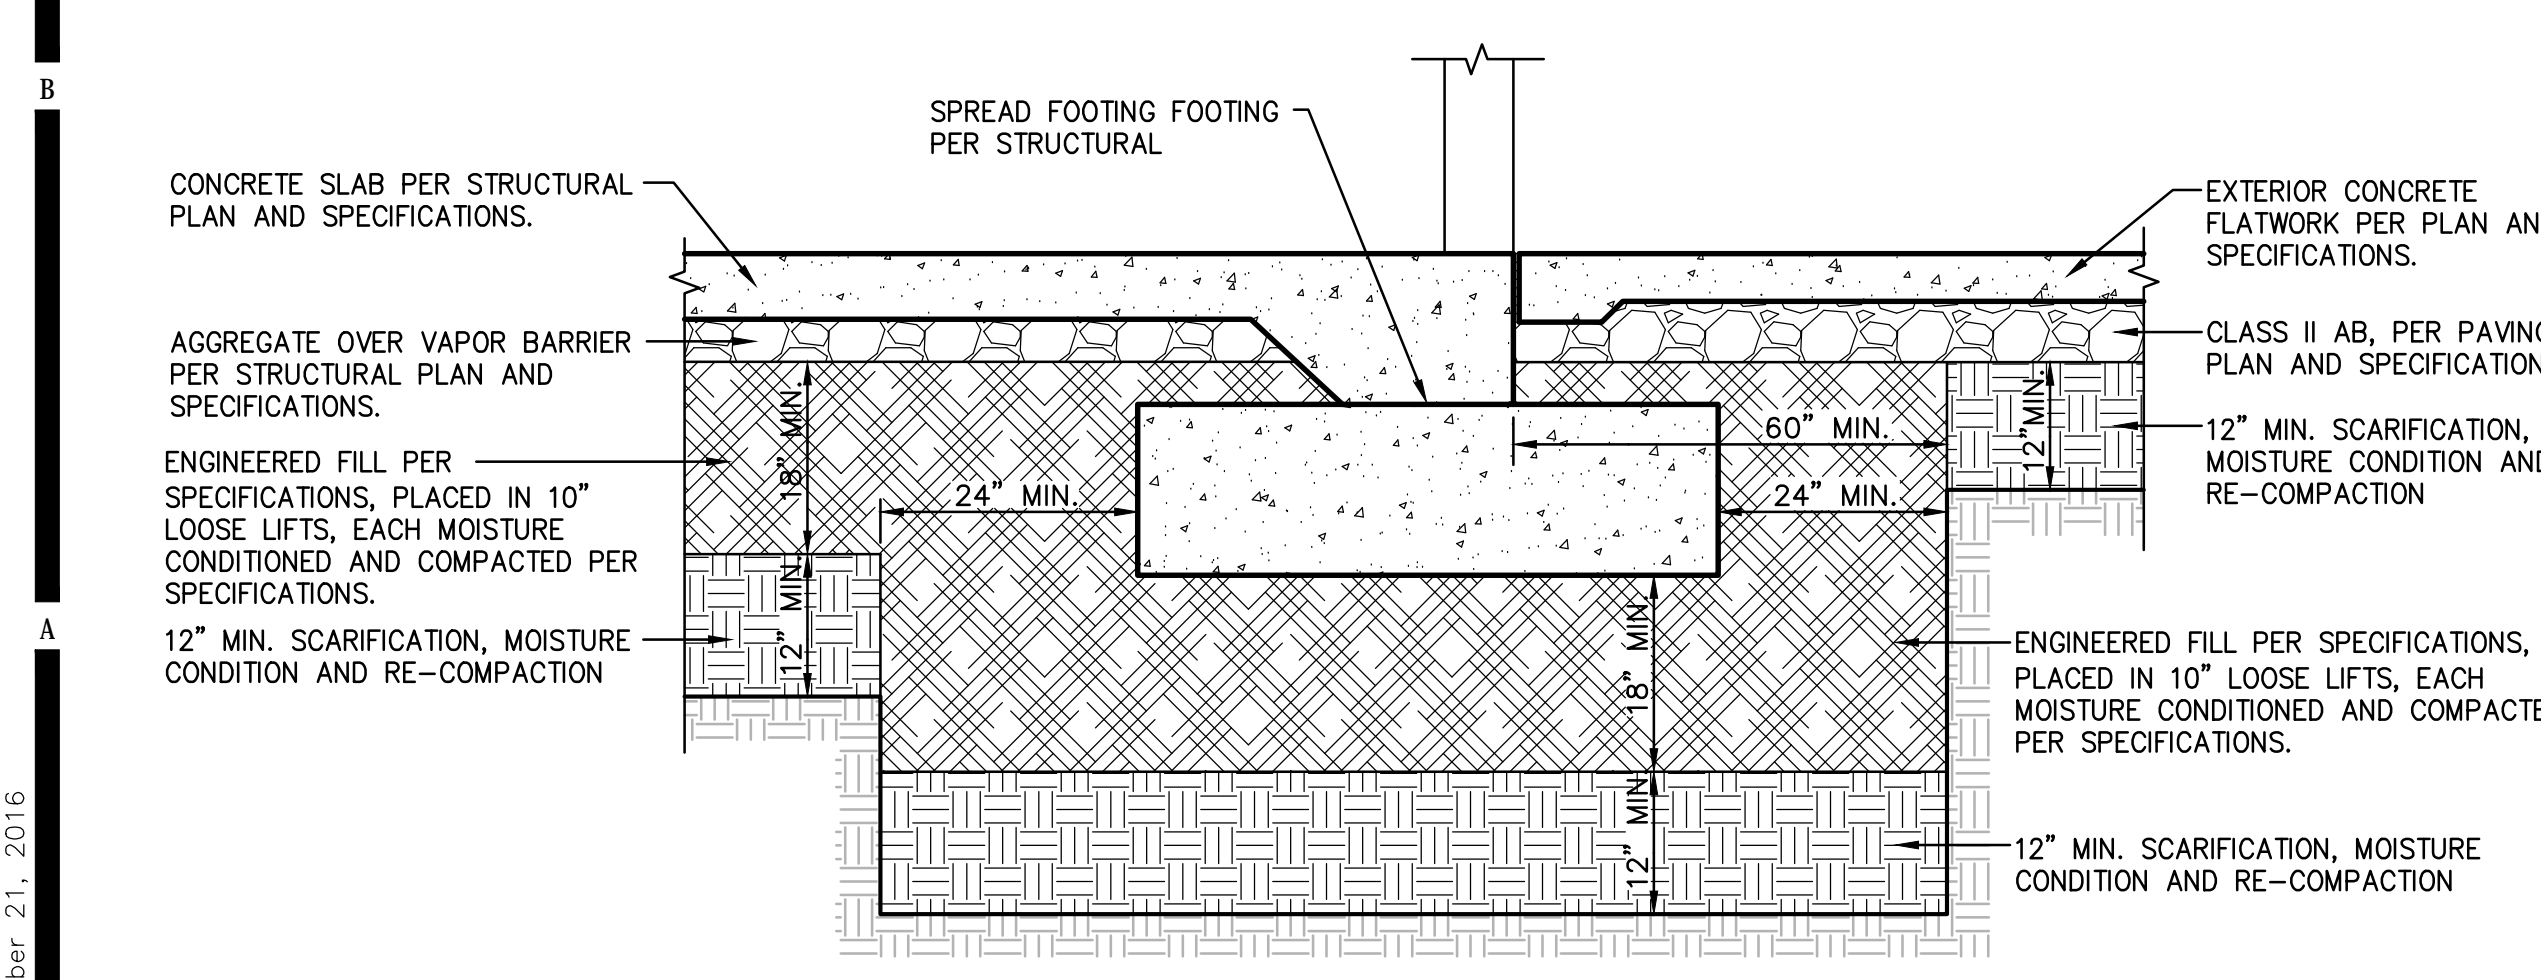 B
SPREAD FOOTING FOOTING
PER STRUCTURAL
CONCRETE SLAB PER STRUCTURAL
PLAN AND SPECIFICATIONS.
EXTERIOR CONCRETE
FLATWORK PER PLAN AN
SPECIFICATIONS.
AGGREGATE OVER VAPOR BARRIER
PER STRUCTURAL PLAN AND
SPECIFICATIONS.
CLASS II AB, PER PAVING
PLAN AND SPECIFICATION
ENGINEERED FILL PER
SPECIFICATIONS, PLACED IN 10”
LOOSE LIFTS, EACH MOISTURE
CONDITIONED AND COMPACTED PER
SPECIFICATIONS.
18” MIN.
24” MIN.
60” MIN.
24” MIN.
12”MIN.
12” MIN. SCARIFICATION,
MOISTURE CONDITION AND
RE–COMPACTION
A
12” MIN. SCARIFICATION, MOISTURE
CONDITION AND RE–COMPACTION
12” MIN.
18” MIN.
ENGINEERED FILL PER SPECIFICATIONS,
PLACED IN 10” LOOSE LIFTS, EACH
MOISTURE CONDITIONED AND COMPACTE
PER SPECIFICATIONS.
12” MIN.
12” MIN. SCARIFICATION, MOISTURE
CONDITION AND RE–COMPACTION
ber 21, 2016